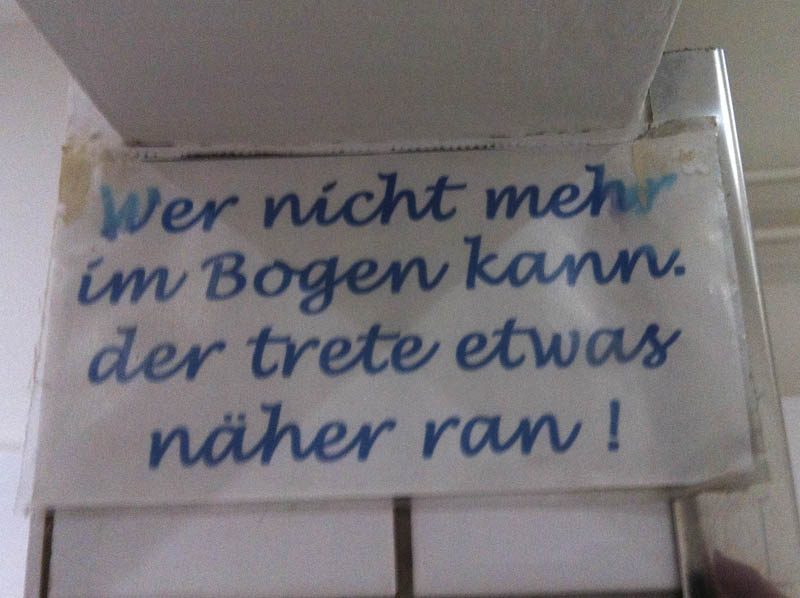 Wer nicht mehr
im Bogen kann.
der trete etwas
näher ran !